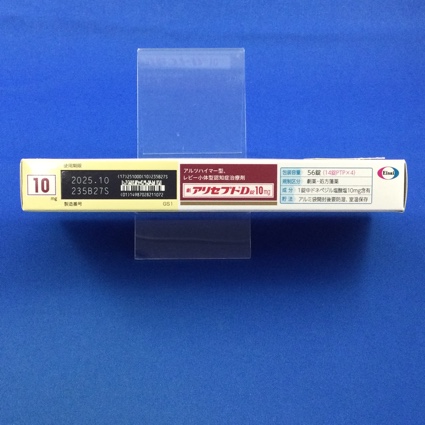 10
mg
使用期限
2025.10
235B27S
製造番号
(17)251000(10)235B27S
アルツハイマー型、
レビー小体型認知症治療剤
アリセプトD錠10mg
包装容量 56錠(14錠PTP×4)
規制区分 劇薬・処方箋薬
成分 1錠中ドネペジル塩酸塩10mg含有
貯法 アルミ袋開封後要防湿、室温保存
Eisai